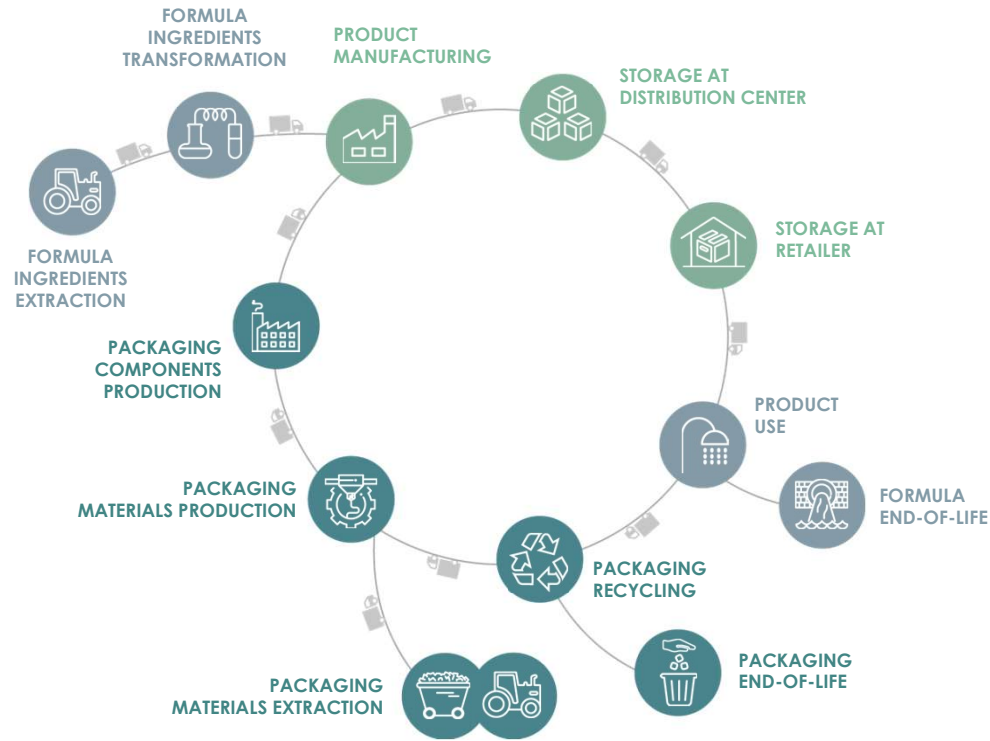 FORMULA
INGREDIENTS
TRANSFORMATION
PRODUCT
MANUFACTURING
STORAGE AT
DISTRIBUTION CENTER
STORAGE AT
RETAILER
FORMULA
INGREDIENTS
EXTRACTION
PACKAGING
COMPONENTS
PRODUCTION
PRODUCT
USE
PACKAGING
MATERIALS PRODUCTION
FORMULA
END-OF-LIFE
PACKAGING
RECYCLING
PACKAGING
END-OF-LIFE
PACKAGING
MATERIALS EXTRACTION